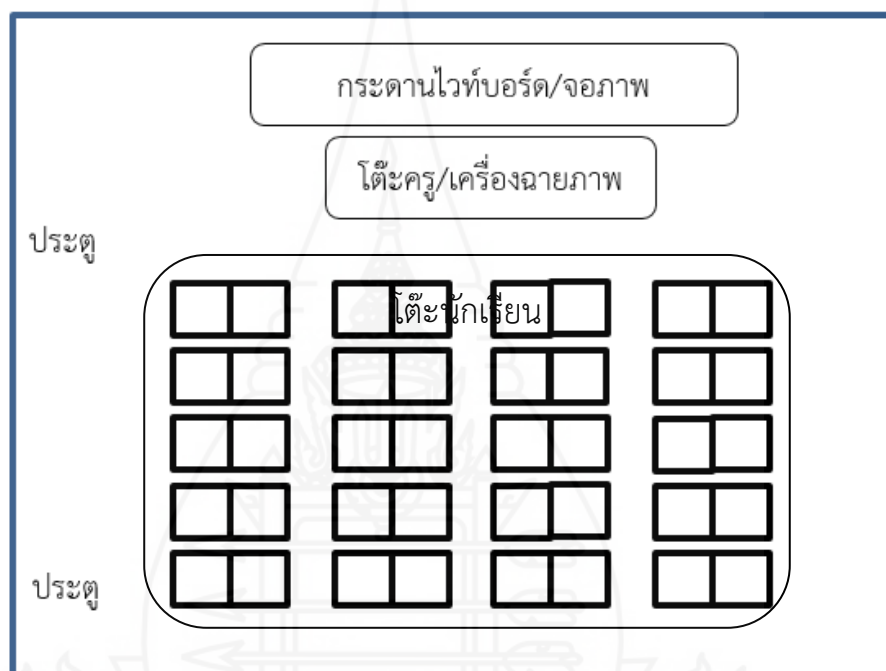 กระดานไวท์บอร์ด/จอภาพ
โต๊ะครู/เครื่องฉายภาพ
ประตู
โต๊ะนักเรียน
ประตู